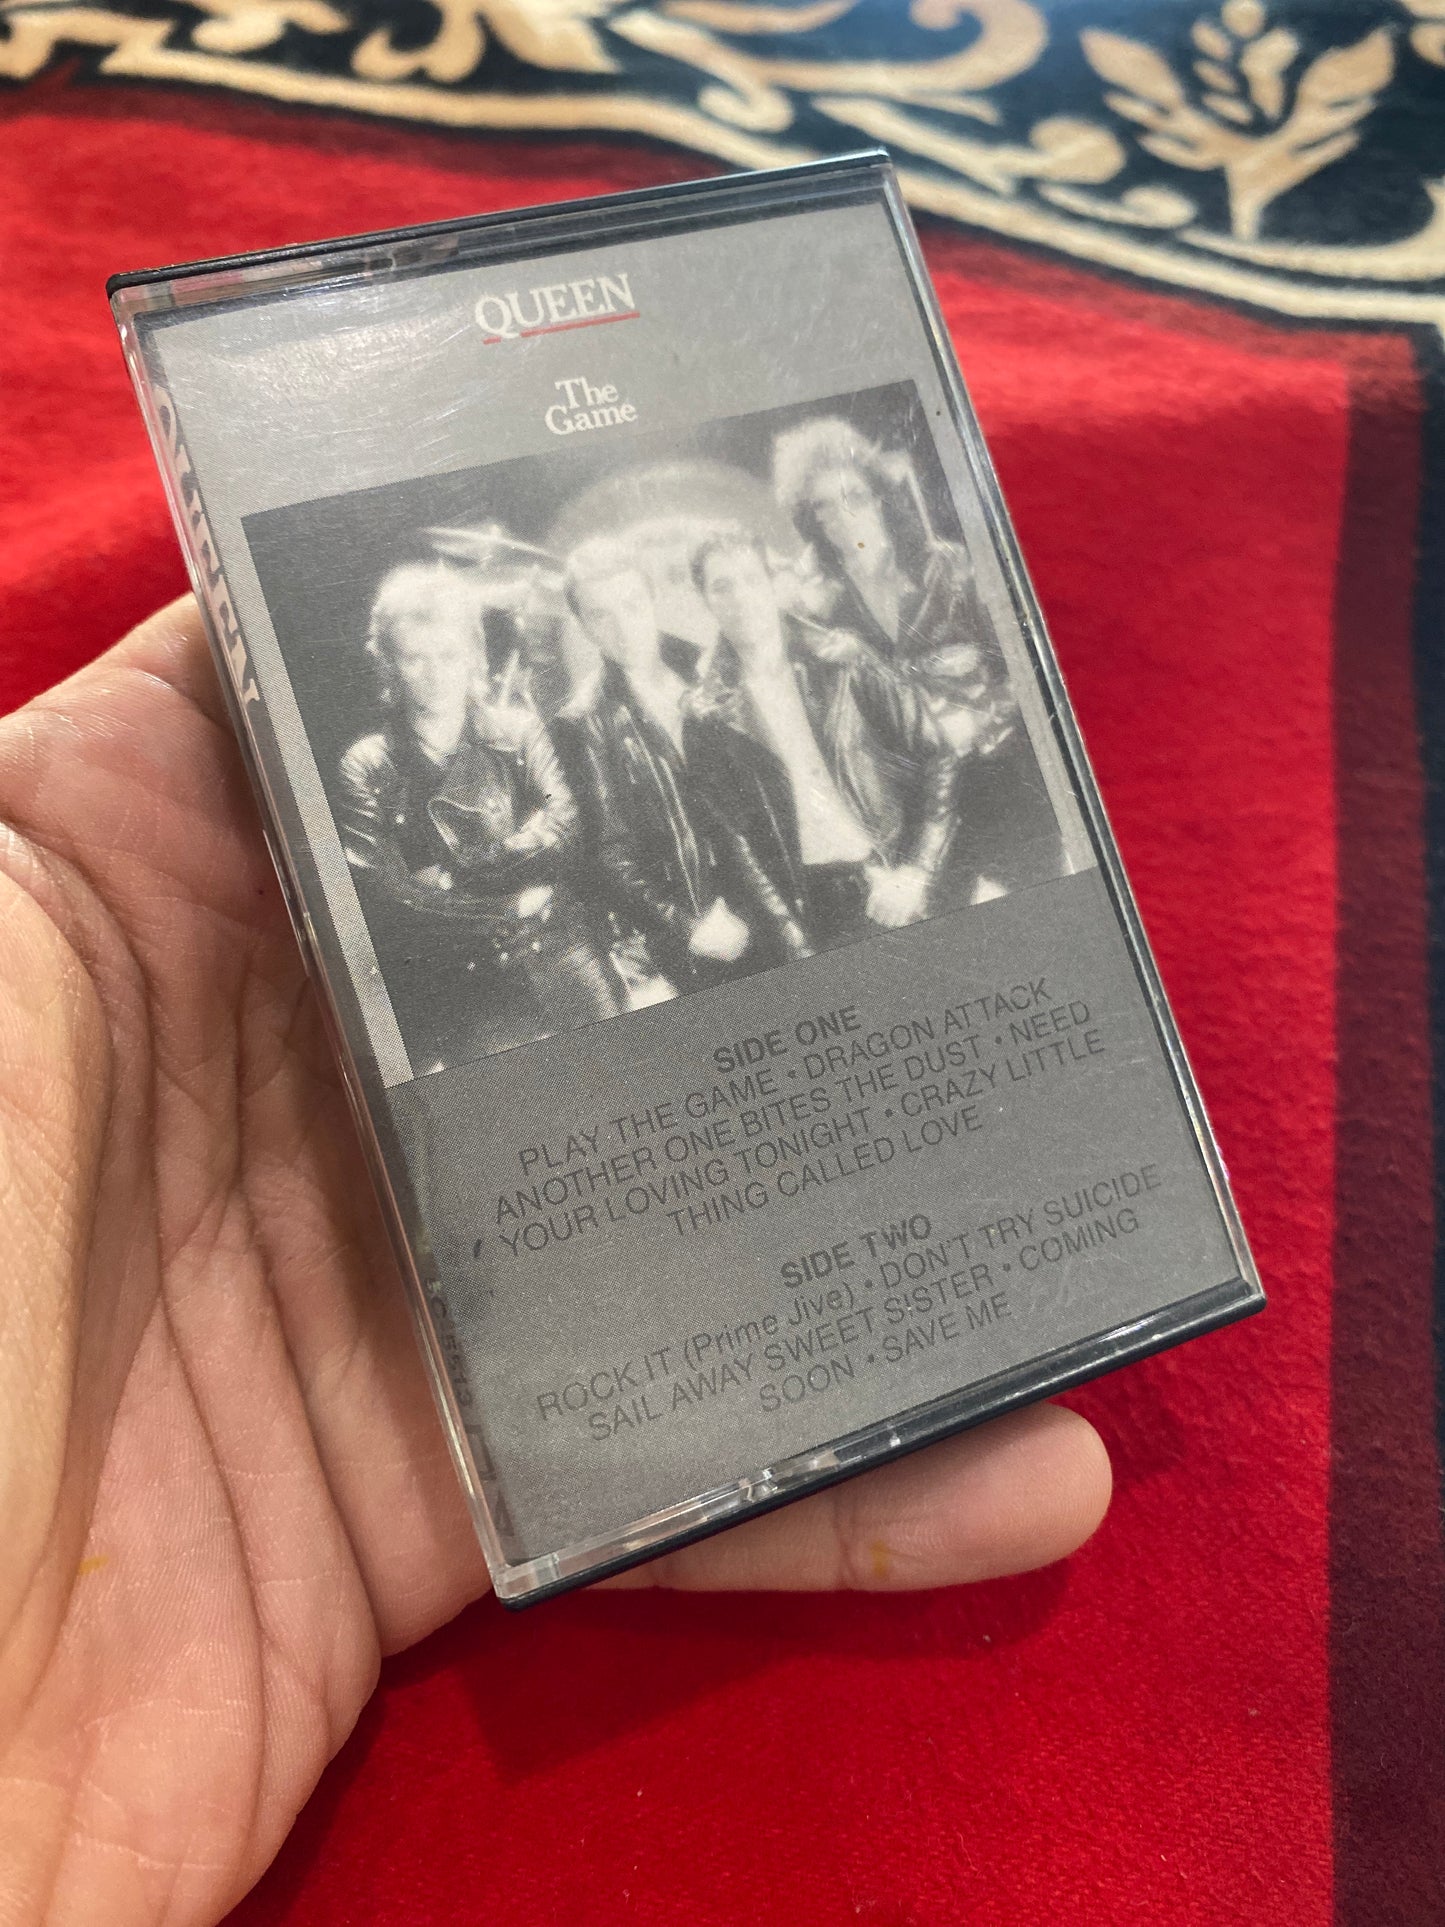 QUEEN
The
Game
QUEEN
SIDE ONE
PLAY THE GAME • DRAGON ATTACK
ANOTHER ONE BITES THE DUST • NEED
YOUR LOVING TONIGHT • CRAZY LITTLE
THING CALLED LOVE
SIDE TWO
ROCK IT (Prime Jive) • DON'T TRY SUICIDE
SAIL AWAY SWEET SISTER • COMING
SOON • SAVE ME